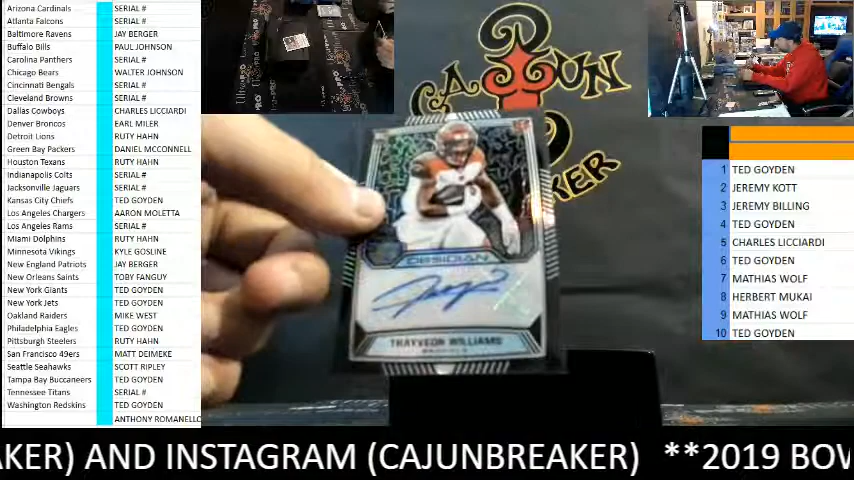 Arizona Cardinals SERIAL #
Atlanta Falcons SERIAL #
Baltimore Ravens JAY BERGER
Buffalo Bills PAUL JOHNSON
Carolina Panthers SERIAL #
Chicago Bears WALTER JOHNSON
Cincinnati Bengals SERIAL #
Cleveland Browns SERIAL #
Dallas Cowboys CHARLES LICCIARDI
Denver Broncos EARL MILER
Detroit Lions RUTY HAHN
Green Bay Packers DANIEL MCCONNELL
Houston Texans RUTY HAHN
Indianapolis Colts SERIAL #
Jacksonville Jaguars SERIAL #
Kansas City Chiefs TED GOYDEN
Los Angeles Chargers AARON MOLETTA
Los Angeles Rams SERIAL #
Miami Dolphins RUTY HAHN
Minnesota Vikings KYLE GOSLINE
New England Patriots JAY BERGER
New Orleans Saints TOBY FANGUY
New York Giants TED GOYDEN
New York Jets TED GOYDEN
Oakland Raiders MIKE WEST
Philadelphia Eagles TED GOYDEN
Pittsburgh Steelers RUTY HAHN
San Francisco 49ers MATT DEIMEKE
Seattle Seahawks SCOTT RIPLEY
Tampa Bay Buccaneers TED GOYDEN
Tennessee Titans SERIAL #
Washington Redskins TED GOYDEN
ANTHONY ROMANELLO
CAJUN
BREAKER
OBSIDIAN
TRAYVEON WILLIAMS
BENGALS
1 TED GOYDEN
2 JEREMY KOTT
3 JEREMY BILLING
4 TED GOYDEN
5 CHARLES LICCIARDI
6 TED GOYDEN
7 MATHIAS WOLF
8 HERBERT MUKAI
9 MATHIAS WOLF
10 TED GOYDEN
AKER) AND INSTAGRAM (CAJUNBREAKER) **2019 BOW